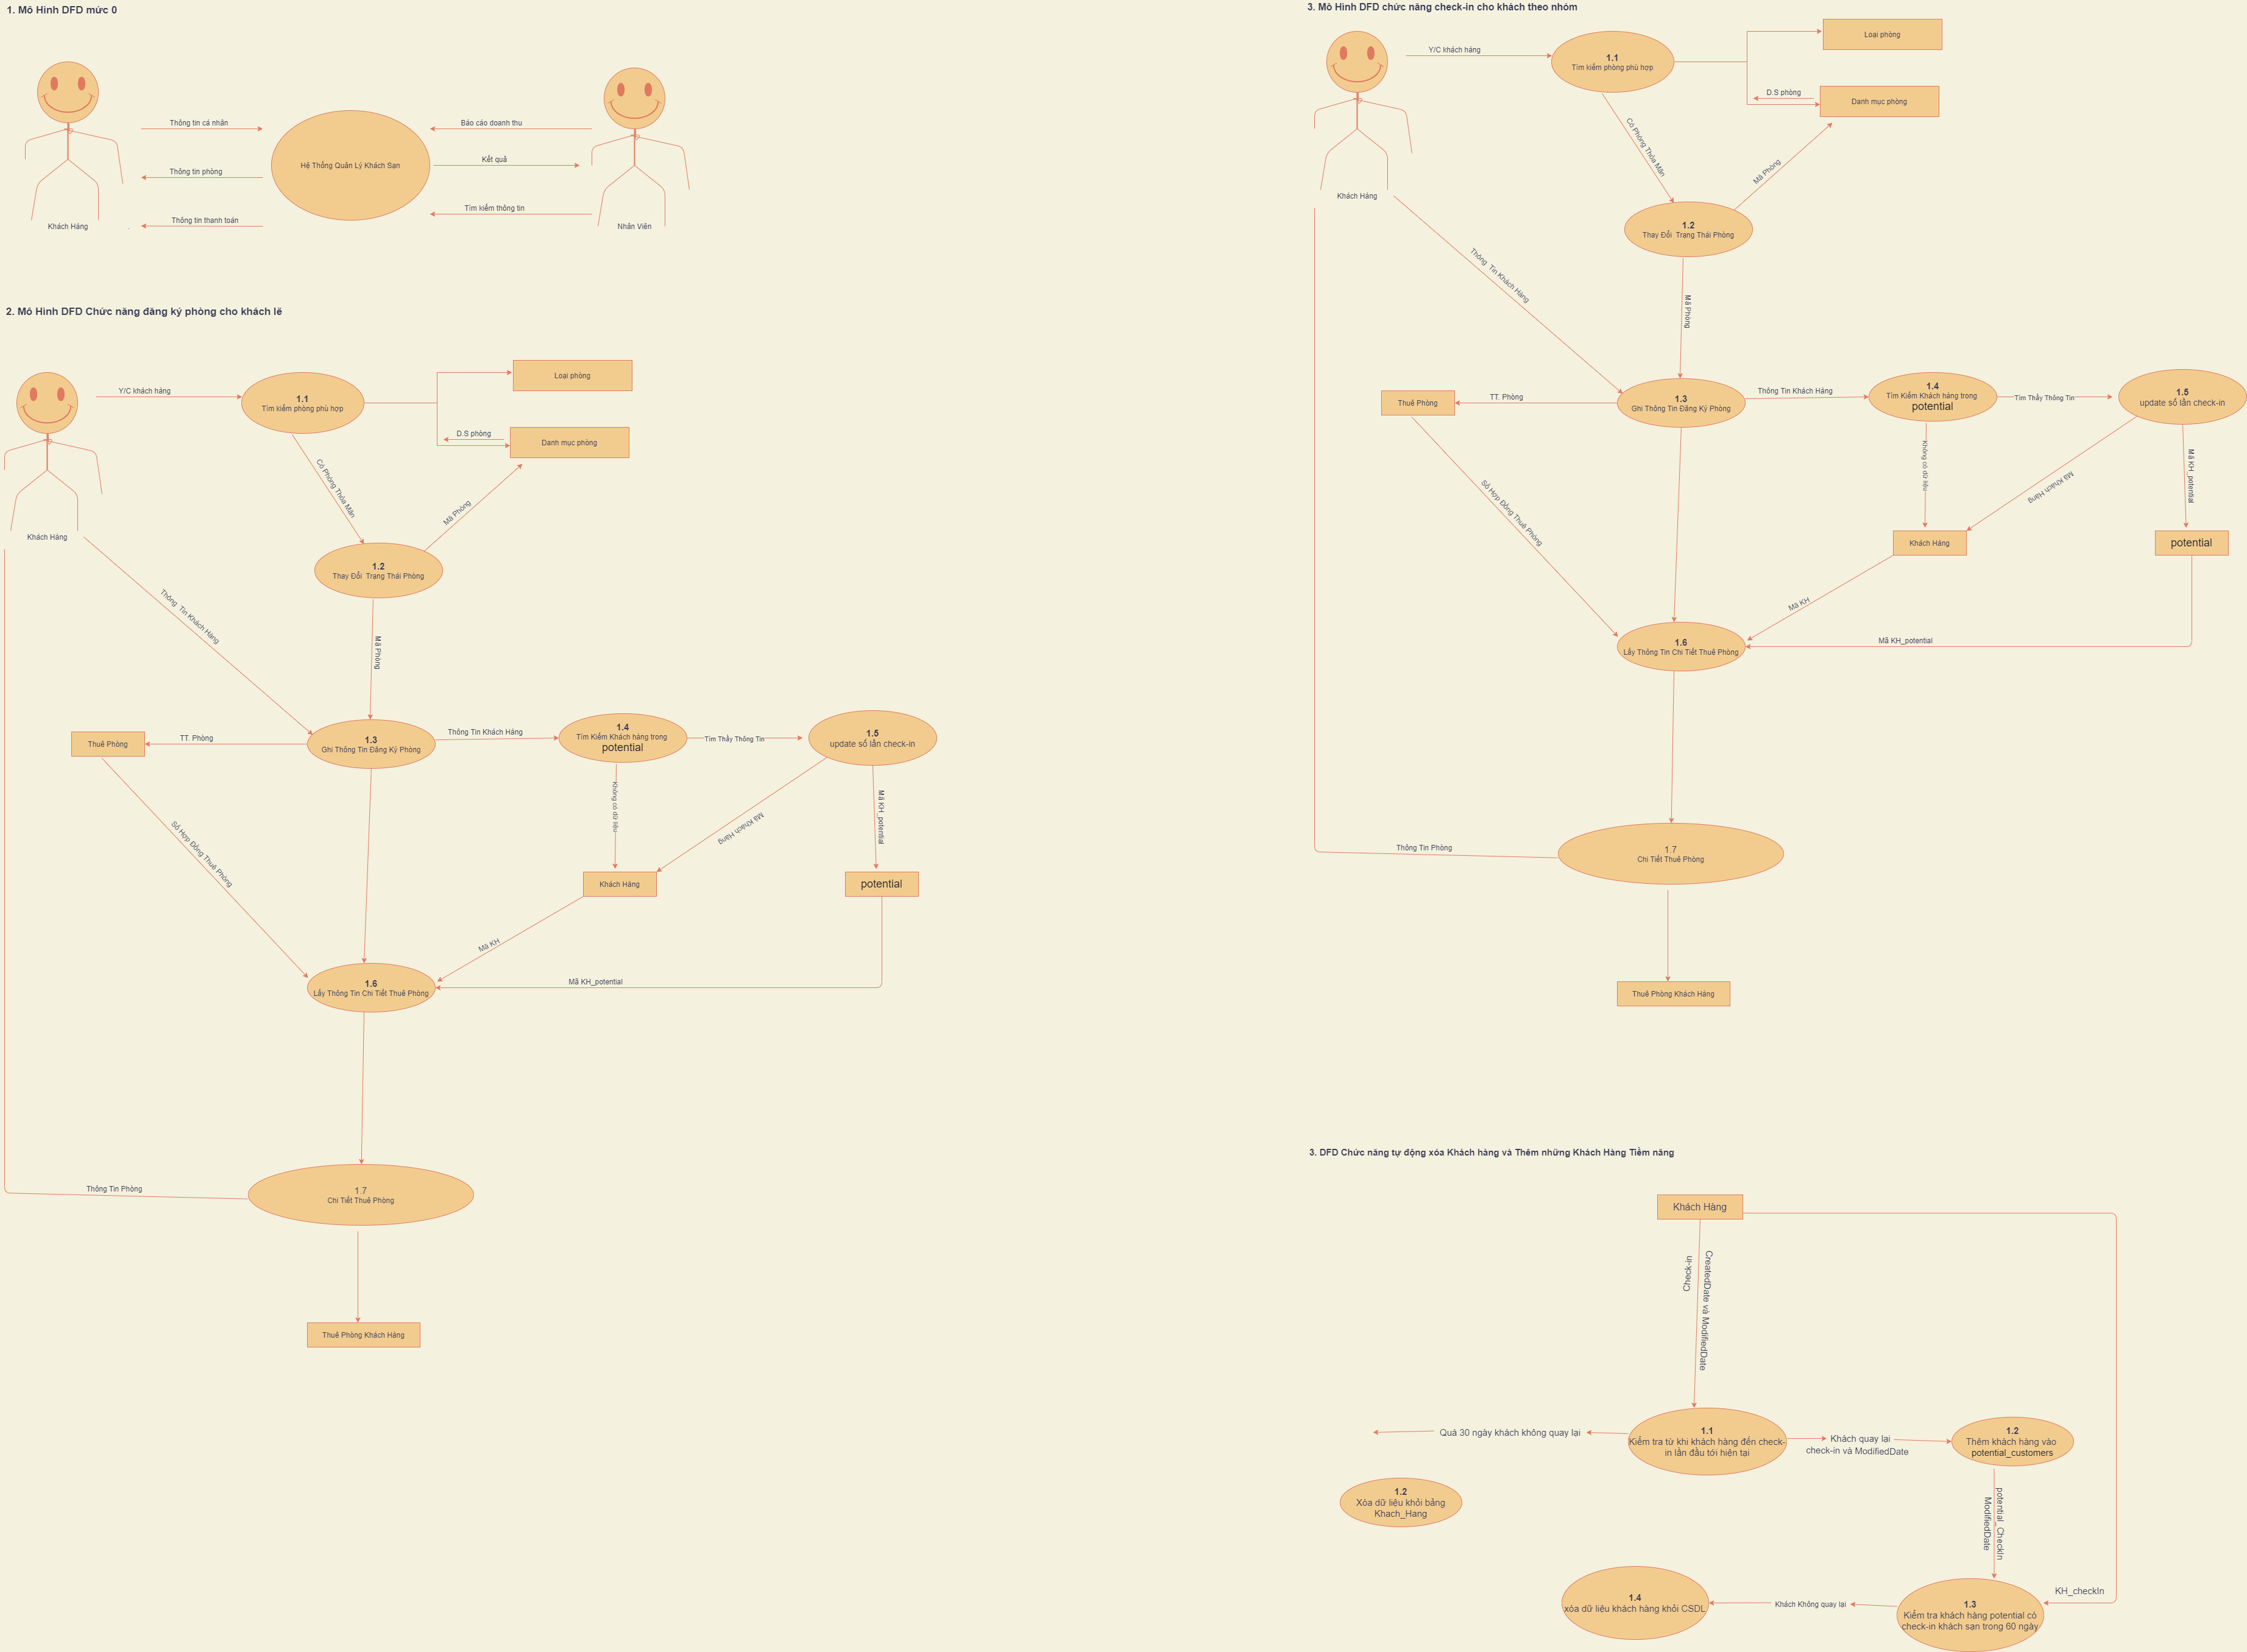 1. Mô Hình DFD mức 0
Thông tin cá nhân
Thông tin phòng
Thông tin thanh toán
Khách Hàng
Hệ Thống Quản Lý Khách Sạn
Báo cáo doanh thu
Kết quả
Tìm kiếm thông tin
Nhân Viên
2. Mô Hình DFD Chức năng đăng ký phòng cho khách lẽ
Khách Hàng
Y/C khách hàng
1.1
Tìm kiếm phòng phù hợp
Loại phòng
D.S phòng
Danh mục phòng
Có Phòng Thỏa Mãn
Mã Phòng
1.2
Thay Đổi Trạng Thái Phòng
Thông Tin Khách Hàng
Mã Phòng
Thuê Phòng
TT. Phòng
1.3
Ghi Thông Tin Đăng Ký Phòng
Thông Tin Khách Hàng
1.4
Tìm Kiếm Khách hàng trong
potential
Tìm Thấy Thông Tin
1.5
update số lần check-in
Không có dữ liệu
Mã Khách Hàng
Mã KH_potential
Số Hợp Đồng Thuê Phòng
Khách Hàng
potential
Mã KH
Mã KH_potential
1.6
Lấy Thông Tin Chi Tiết Thuê Phòng
Thông Tin Phòng
1.7
Chi Tiết Thuê Phòng
Thuê Phòng Khách Hàng
3. Mô Hình DFD chức năng check-in cho khách theo nhóm
Khách Hàng
Y/C khách hàng
1.1
Tìm kiếm phòng phù hợp
Loại phòng
D.S phòng
Danh mục phòng
Có Phòng Thỏa Mãn
Mã Phòng
1.2
Thay Đổi Trạng Thái Phòng
Thông Tin Khách Hàng
Mã Phòng
Thuê Phòng
TT. Phòng
1.3
Ghi Thông Tin Đăng Ký Phòng
Thông Tin Khách Hàng
1.4
Tìm Kiếm Khách hàng trong
potential
Tìm Thấy Thông Tin
1.5
update số lần check-in
Không có dữ liệu
Mã Khách Hàng
Mã KH_potential
Số Hợp Đồng Thuê Phòng
Khách Hàng
potential
Mã KH
Mã KH_potential
1.6
Lấy Thông Tin Chi Tiết Thuê Phòng
Thông Tin Phòng
1.7
Chi Tiết Thuê Phòng
Thuê Phòng Khách Hàng
3. DFD Chức năng tự động xóa Khách hàng và Thêm những Khách Hàng Tiềm năng
Khách Hàng
Check-in
CreatedDate và ModifiedDate
Quá 30 ngày khách không quay lại
1.1
Kiểm tra từ khi khách hàng đến check-
in lần đầu tới hiện tại
Khách quay lại
check-in và ModifiedDate
1.2
Thêm khách hàng vào
potential_customers
1.2
Xóa dữ liệu khỏi bảng
Khach_Hang
potential_CheckIn
ModifiedDate
KH_checkIn
1.4
xóa dữ liệu khách hàng khỏi CSDL
Khách Không quay lại
1.3
Kiểm tra khách hàng potential có
check-in khách sạn trong 60 ngày